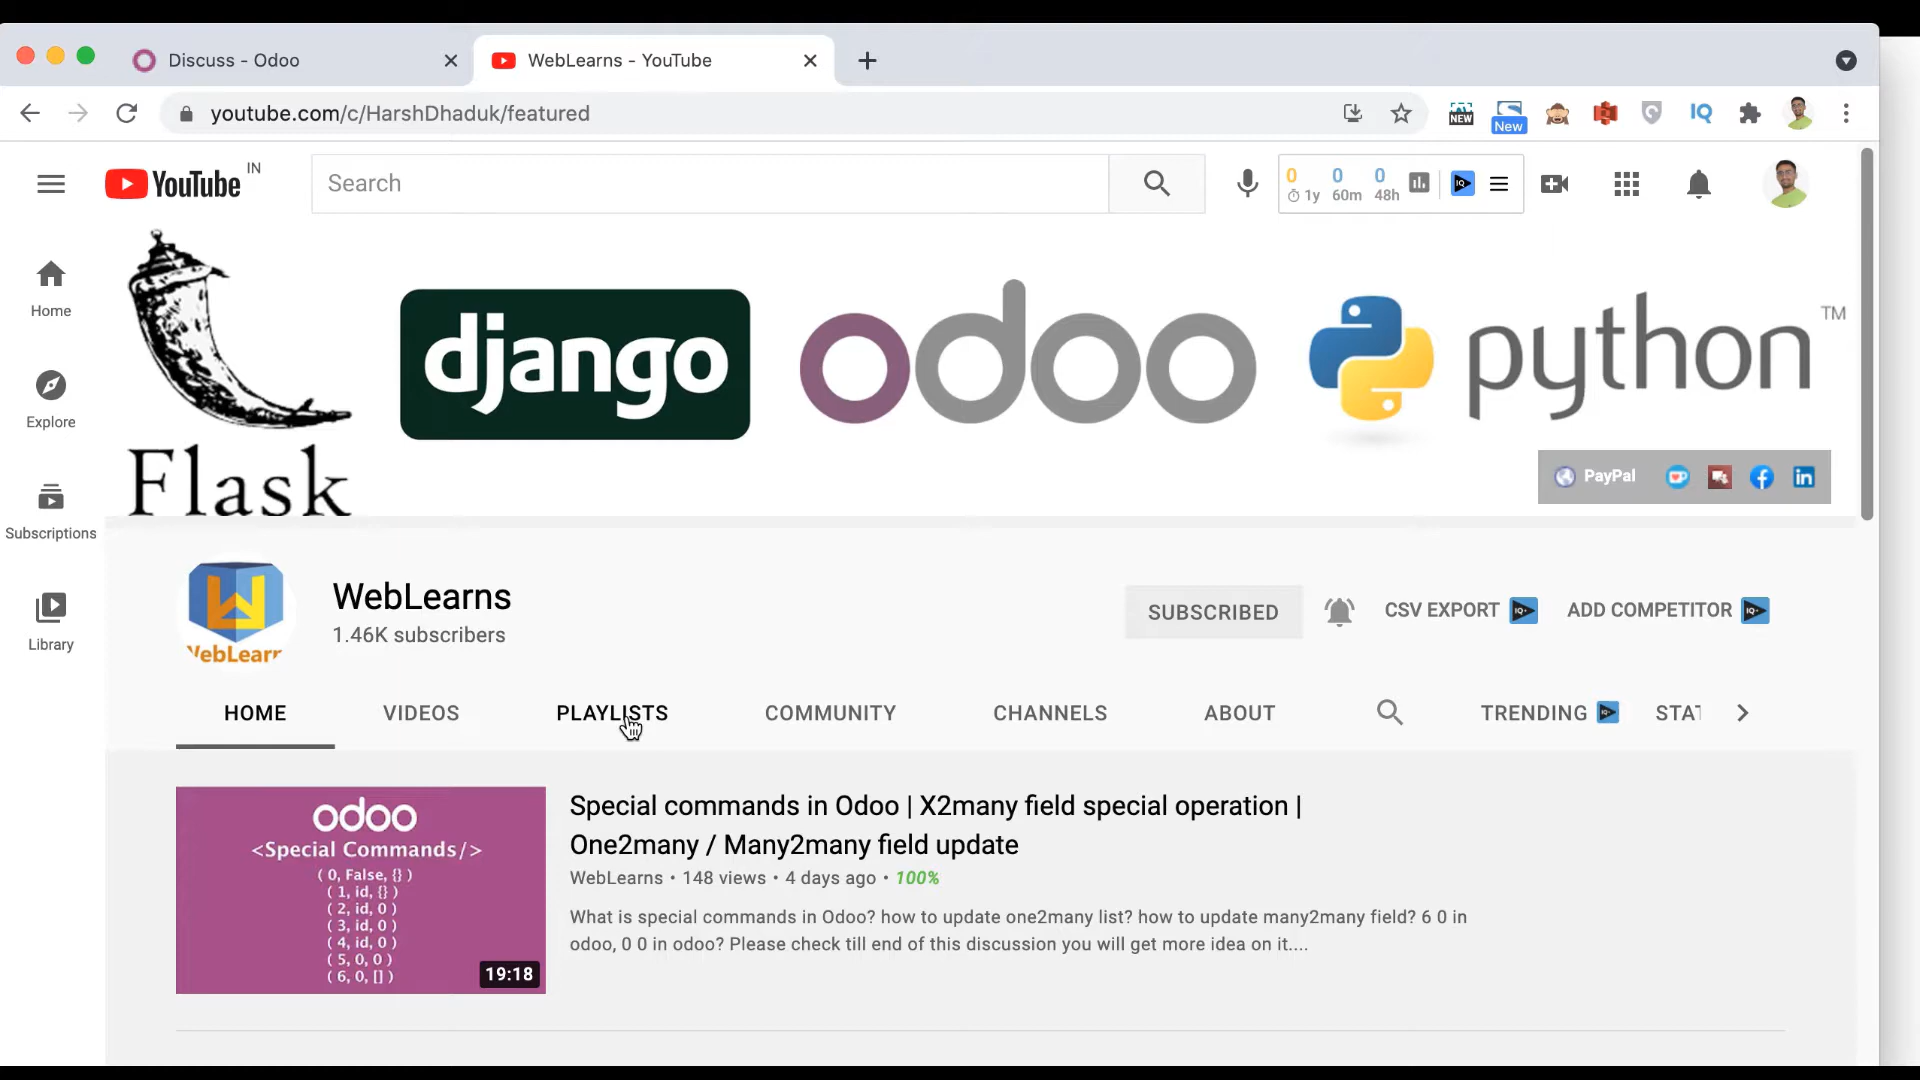 Discuss - Odoo
WebLearns - YouTube
youtube.com/c/HarshDhaduk/featured
NEW
New
IQ
YouTube IN
Search
0 0 0
1y 60m 48h
IQ
Home
Explore
Subscriptions
Library
Flask
django
odoo
python TM
PayPal
WebLearns
1.46K subscribers
SUBSCRIBED
CSV EXPORT
ADD COMPETITOR
HOME
VIDEOS
PLAYLISTS
COMMUNITY
CHANNELS
ABOUT
TRENDING
STAT
odoo
<Special Commands/>
( 0, False, {} )
( 1, id, {} )
( 2, id, 0 )
( 3, id, 0 )
( 4, id, 0 )
( 5, 0, 0 )
( 6, 0, [] )
19:18
Special commands in Odoo | X2many field special operation |
One2many / Many2many field update
WebLearns • 148 views • 4 days ago • 100%
What is special commands in Odoo? how to update one2many list? how to update many2many field? 6 0 in
odoo, 0 0 in odoo? Please check till end of this discussion you will get more idea on it....